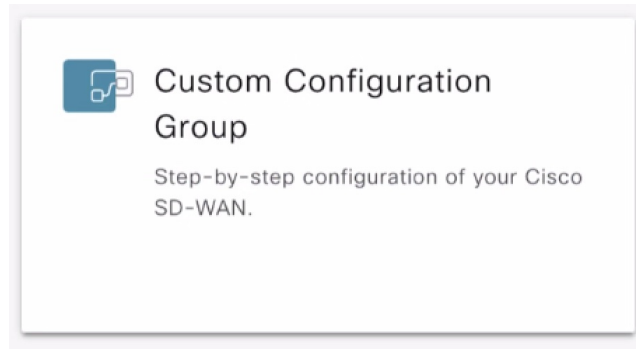 Custom Configuration
Group
Step-by-step configuration of your Cisco
SD-WAN.